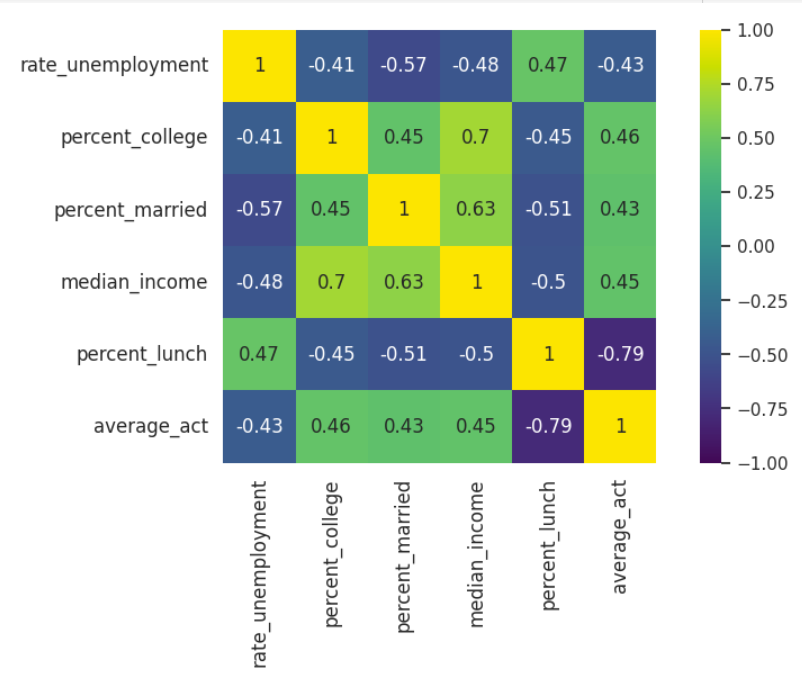 rate_unemployment 1 -0.41 -0.57 -0.48 0.47 -0.43
percent_college -0.41 1 0.45 0.7 -0.45 0.46
percent_married -0.57 0.45 1 0.63 -0.51 0.43
median_income -0.48 0.7 0.63 1 -0.5 0.45
percent_lunch 0.47 -0.45 -0.51 -0.5 1 -0.79
average_act -0.43 0.46 0.43 0.45 -0.79 1
rate_unemployment
percent_college
percent_married
median_income
percent_lunch
average_act
1.00
0.75
0.50
0.25
0.00
−0.25
−0.50
−0.75
−1.00